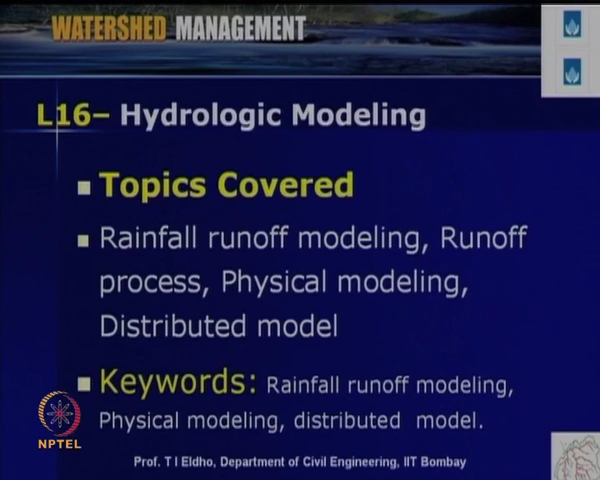 WATERSHED MANAGEMENT
L16– Hydrologic Modeling
Topics Covered
Rainfall runoff modeling, Runoff
process, Physical modeling,
Distributed model
Keywords: Rainfall runoff modeling,
Physical modeling, distributed model.
NPTEL
Prof. T I Eldho, Department of Civil Engineering, IIT Bombay